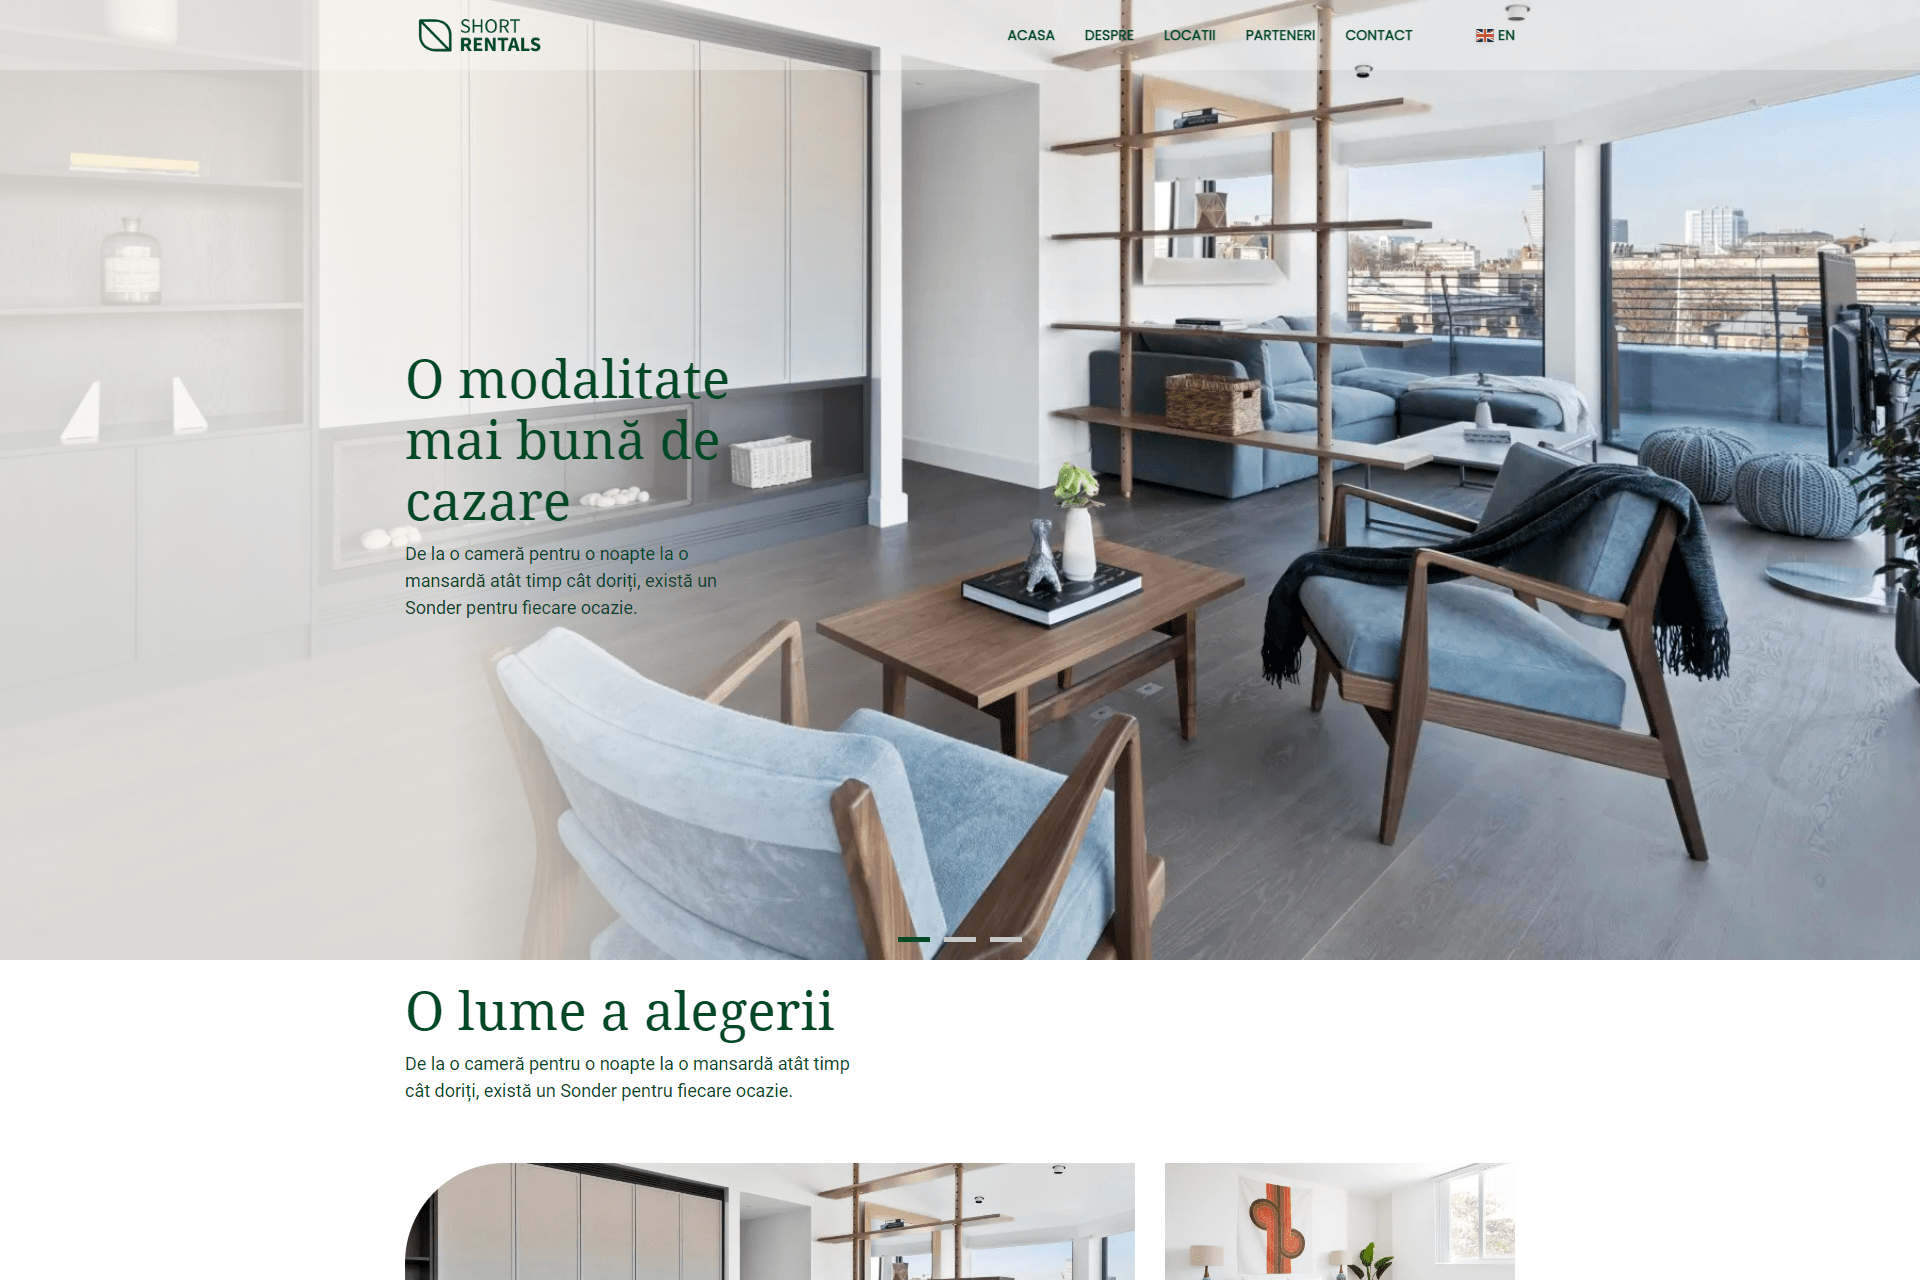 SHORT
RENTALS
ACASA DESPRE LOCATII PARTENERI CONTACT EN
O modalitate
mai bună de
cazare
De la o cameră pentru o noapte la o
mansardă atât timp cât doriți, există un
Sonder pentru fiecare ocazie.
O lume a alegerii
De la o cameră pentru o noapte la o mansardă atât timp
cât doriți, există un Sonder pentru fiecare ocazie.